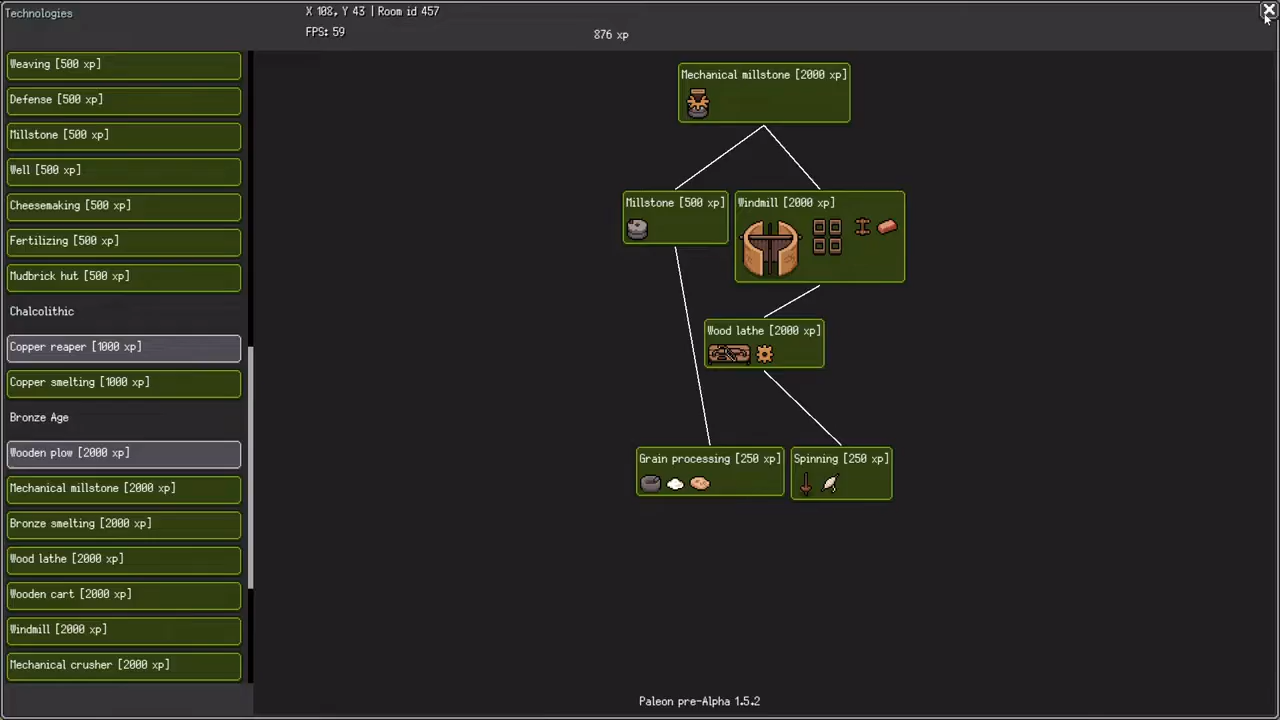 Technologies
X 108, Y 43 | Room id 457
FPS: 59
876 xp
Weaving [500 xp]
Defense [500 xp]
Millstone [500 xp]
Well [500 xp]
Cheesemaking [500 xp]
Fertilizing [500 xp]
Mudbrick hut [500 xp]
Chalcolithic
Copper reaper [1000 xp]
Copper smelting [1000 xp]
Bronze Age
Wooden plow [2000 xp]
Mechanical millstone [2000 xp]
Bronze smelting [2000 xp]
Wood lathe [2000 xp]
Wooden cart [2000 xp]
Windmill [2000 xp]
Mechanical crusher [2000 xp]
Mechanical millstone [2000 xp]
Millstone [500 xp]
Windmill [2000 xp]
Wood lathe [2000 xp]
Grain processing [250 xp]
Spinning [250 xp]
Paleon pre-Alpha 1.5.2